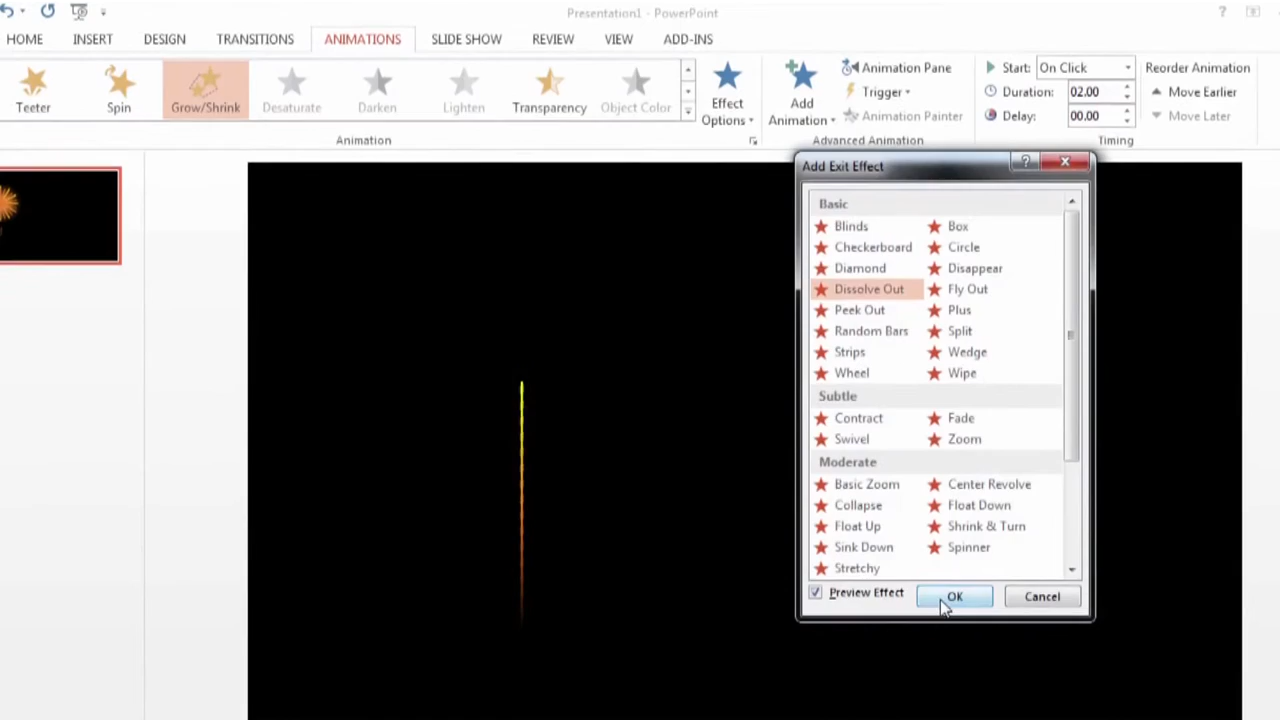 Presentation1 - PowerPoint
?
HOME INSERT DESIGN TRANSITIONS ANIMATIONS SLIDE SHOW REVIEW VIEW ADD-INS
Teeter
Spin
Grow/Shrink
Desaturate
Darken
Lighten
Transparency
Object Color
Animation
Effect
Options
Add
Animation
Animation Pane
Trigger
Animation Painter
Advanced Animation
Start: On Click
Duration: 02.00
Delay: 00.00
Reorder Animation
Move Earlier
Move Later
Timing
Add Exit Effect
?
Basic
Blinds Box
Checkerboard Circle
Diamond Disappear
Dissolve Out Fly Out
Peek Out Plus
Random Bars Split
Strips Wedge
Wheel Wipe
Subtle
Contract Fade
Swivel Zoom
Moderate
Basic Zoom Center Revolve
Collapse Float Down
Float Up Shrink & Turn
Sink Down Spinner
Stretchy
Preview Effect OK Cancel